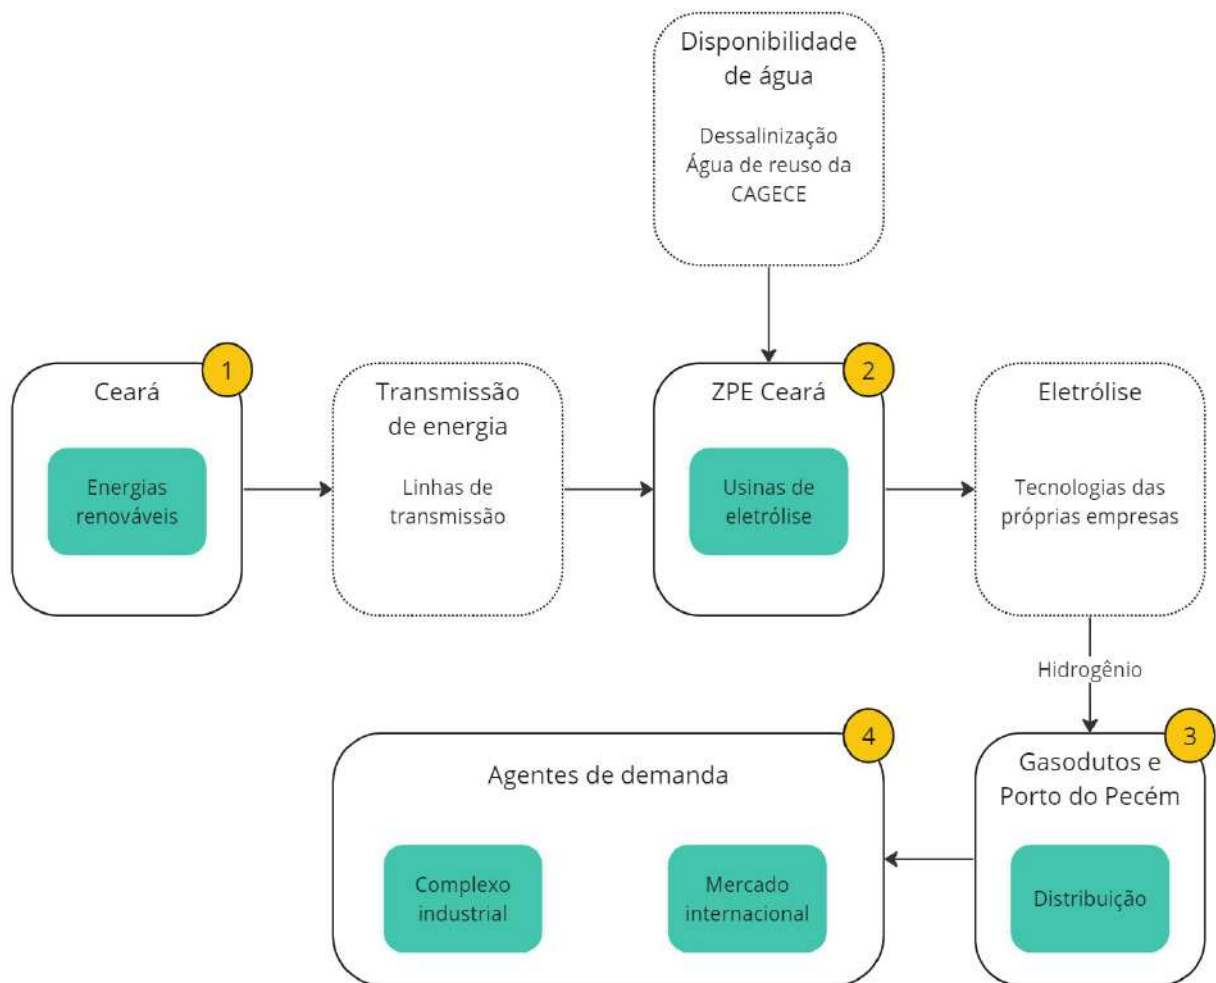 Disponibilidade
de água
Dessalinização
Água de reuso da
CAGECE
1
Ceará
Energias
renováveis
Transmissão
de energia
Linhas de
transmissão
2
ZPE Ceará
Usinas de
eletrólise
Eletrólise
Tecnologias das
próprias empresas
Hidrogênio
3
Gasodutos e
Porto do Pecém
Distribuição
4
Agentes de demanda
Complexo
industrial
Mercado
internacional